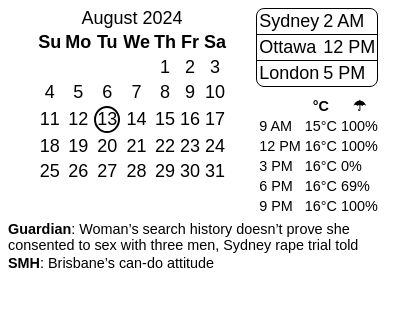 August 2024
Su Mo Tu We Th Fr Sa
1 2 3
4 5 6 7 8 9 10
11 12 13 14 15 16 17
18 19 20 21 22 23 24
25 26 27 28 29 30 31
Sydney 2 AM
Ottawa 12 PM
London 5 PM
°C ☂
9 AM 15°C 100%
12 PM 16°C 100%
3 PM 16°C 0%
6 PM 16°C 69%
9 PM 16°C 100%
Guardian: Woman’s search history doesn’t prove she
consented to sex with three men, Sydney rape trial told
SMH: Brisbane’s can-do attitude